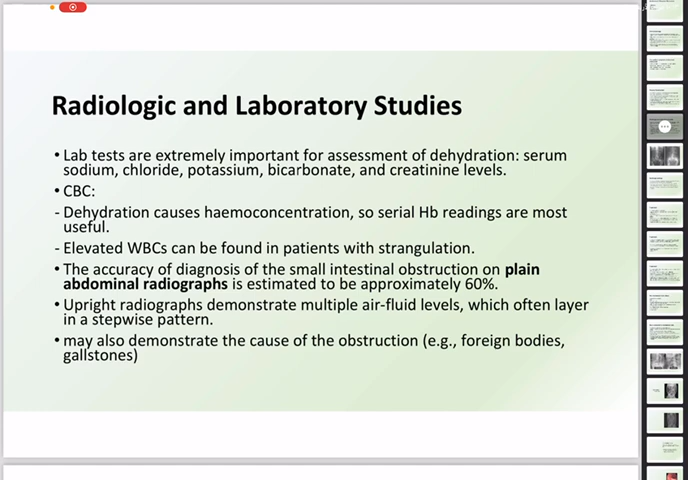 Radiologic and Laboratory Studies
• Lab tests are extremely important for assessment of dehydration: serum
sodium, chloride, potassium, bicarbonate, and creatinine levels.
• CBC:
- Dehydration causes haemoconcentration, so serial Hb readings are most
useful.
- Elevated WBCs can be found in patients with strangulation.
• The accuracy of diagnosis of the small intestinal obstruction on plain
abdominal radiographs is estimated to be approximately 60%.
• Upright radiographs demonstrate multiple air-fluid levels, which often layer
in a stepwise pattern.
• may also demonstrate the cause of the obstruction (e.g., foreign bodies,
gallstones)